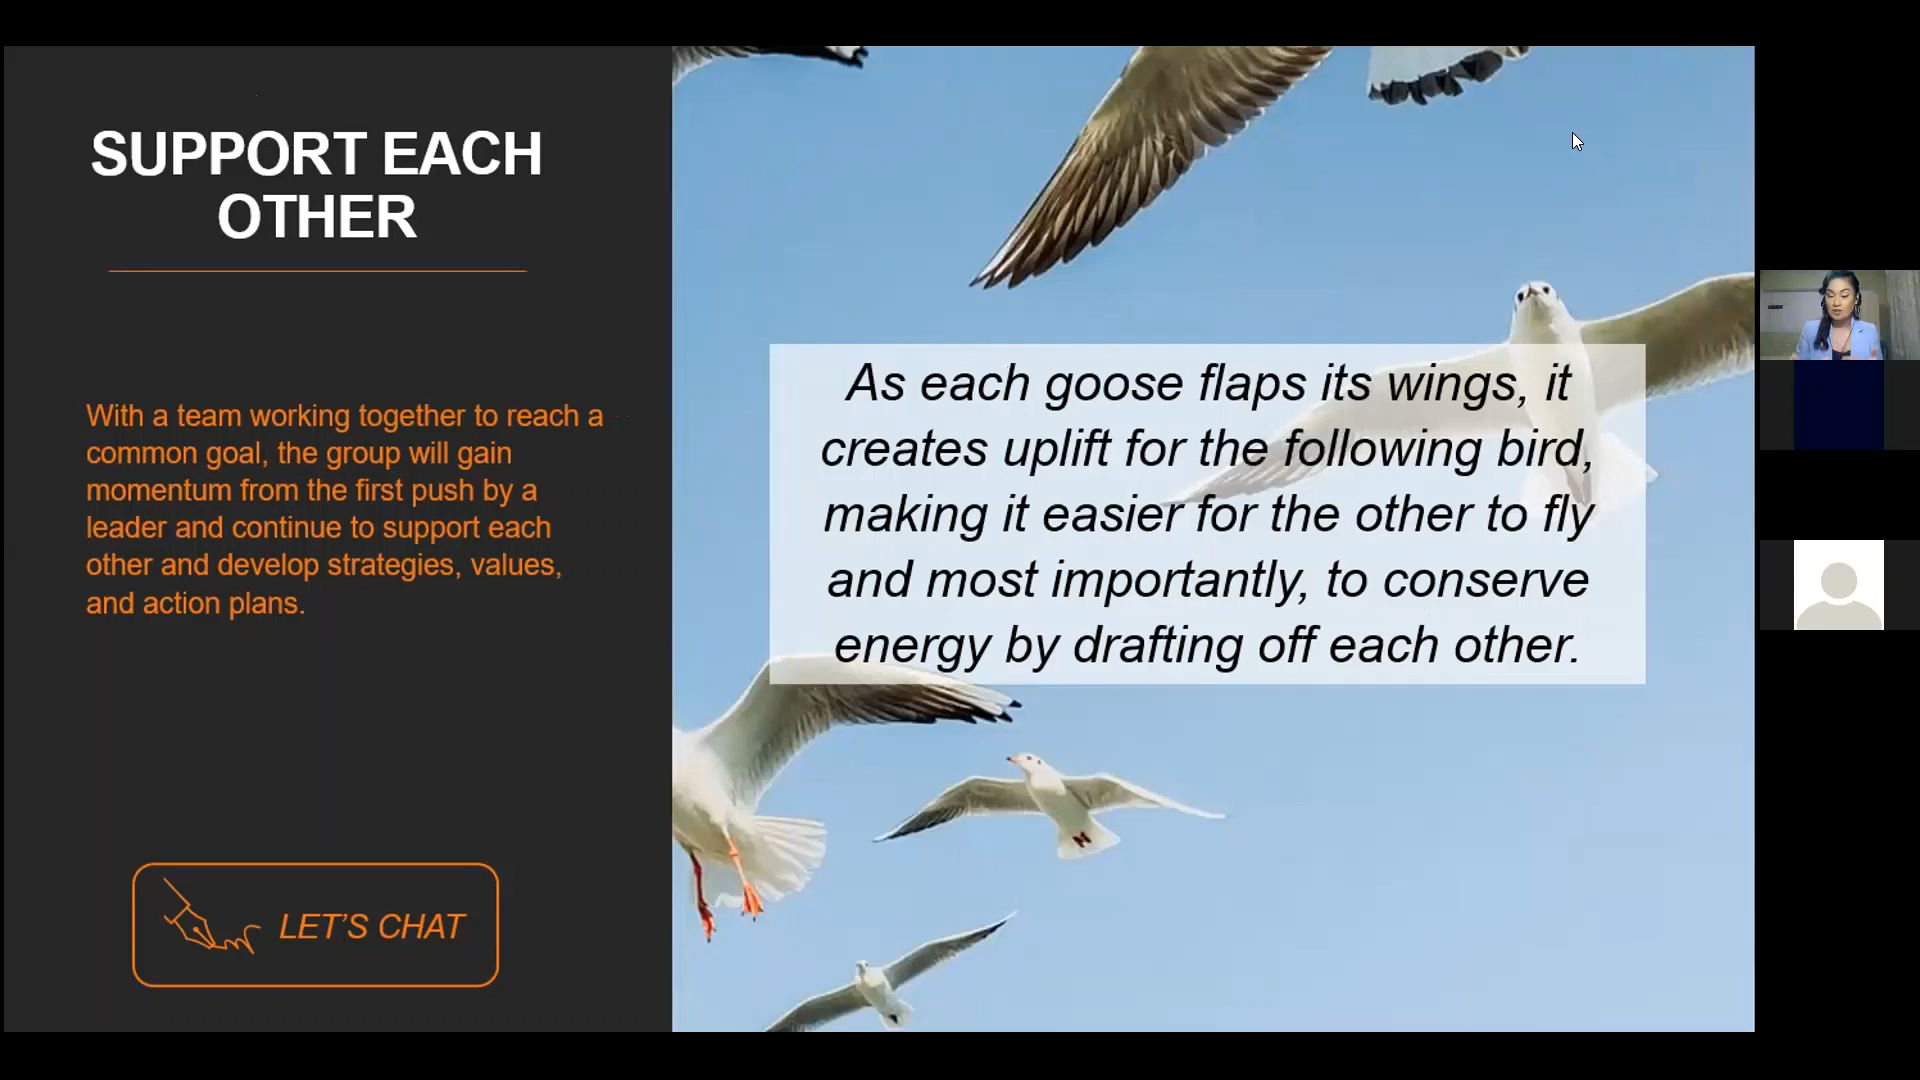 SUPPORT EACH
OTHER
With a team working together to reach a
common goal, the group will gain
momentum from the first push by a
leader and continue to support each
other and develop strategies, values,
and action plans.
LET’S CHAT
As each goose flaps its wings, it
creates uplift for the following bird,
making it easier for the other to fly
and most importantly, to conserve
energy by drafting off each other.